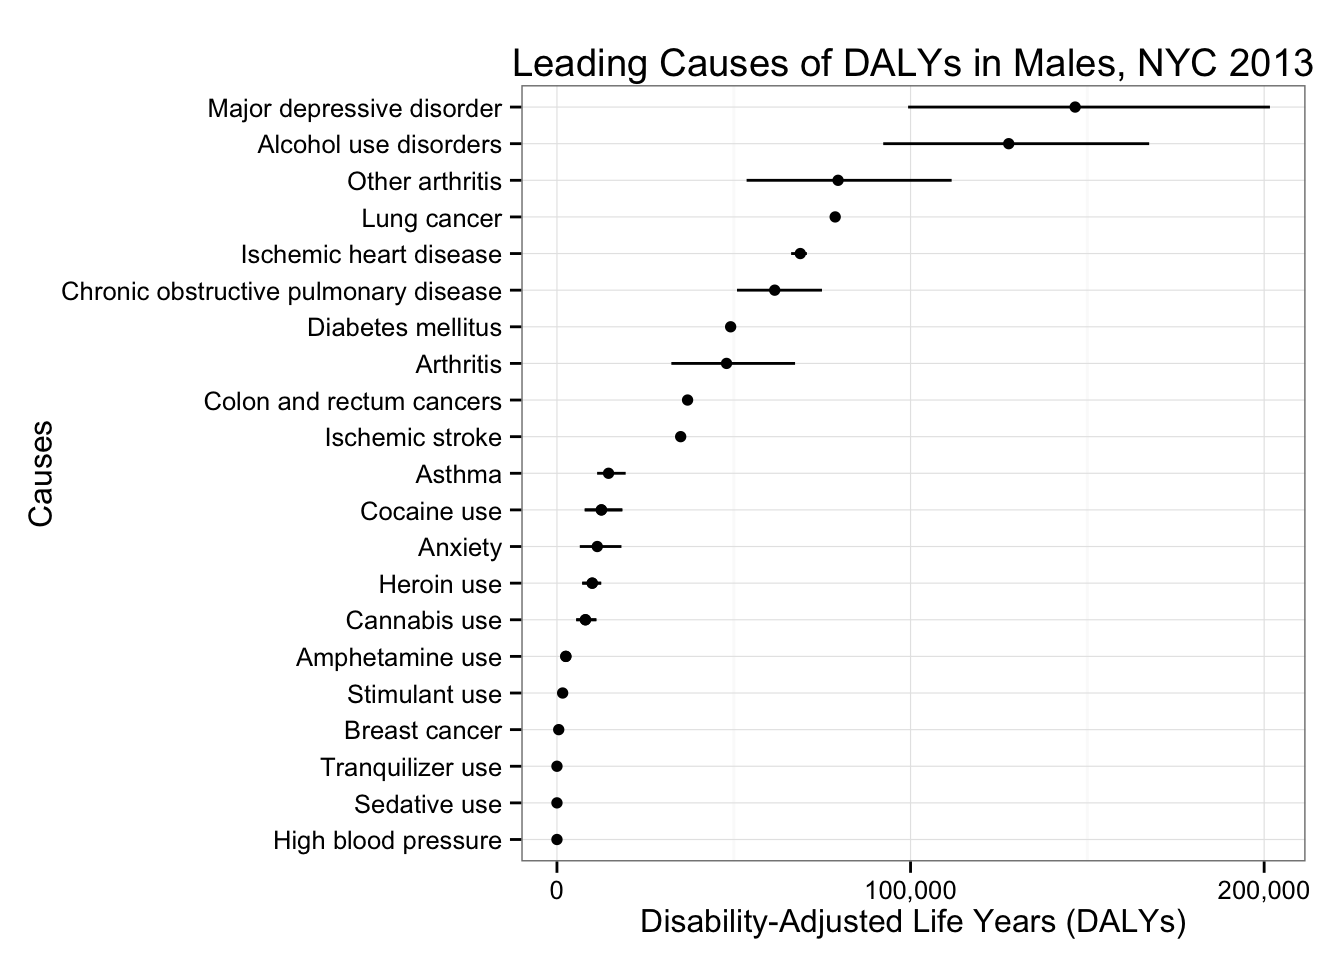 Leading Causes of DALYs in Males, NYC 2013
Major depressive disorder
Alcohol use disorders
Other arthritis
Lung cancer
Ischemic heart disease
Chronic obstructive pulmonary disease
Diabetes mellitus
Arthritis
Colon and rectum cancers
Ischemic stroke
Asthma
Cocaine use
Anxiety
Heroin use
Cannabis use
Amphetamine use
Stimulant use
Breast cancer
Tranquilizer use
Sedative use
High blood pressure
Causes
0 100,000 200,000
Disability-Adjusted Life Years (DALYs)